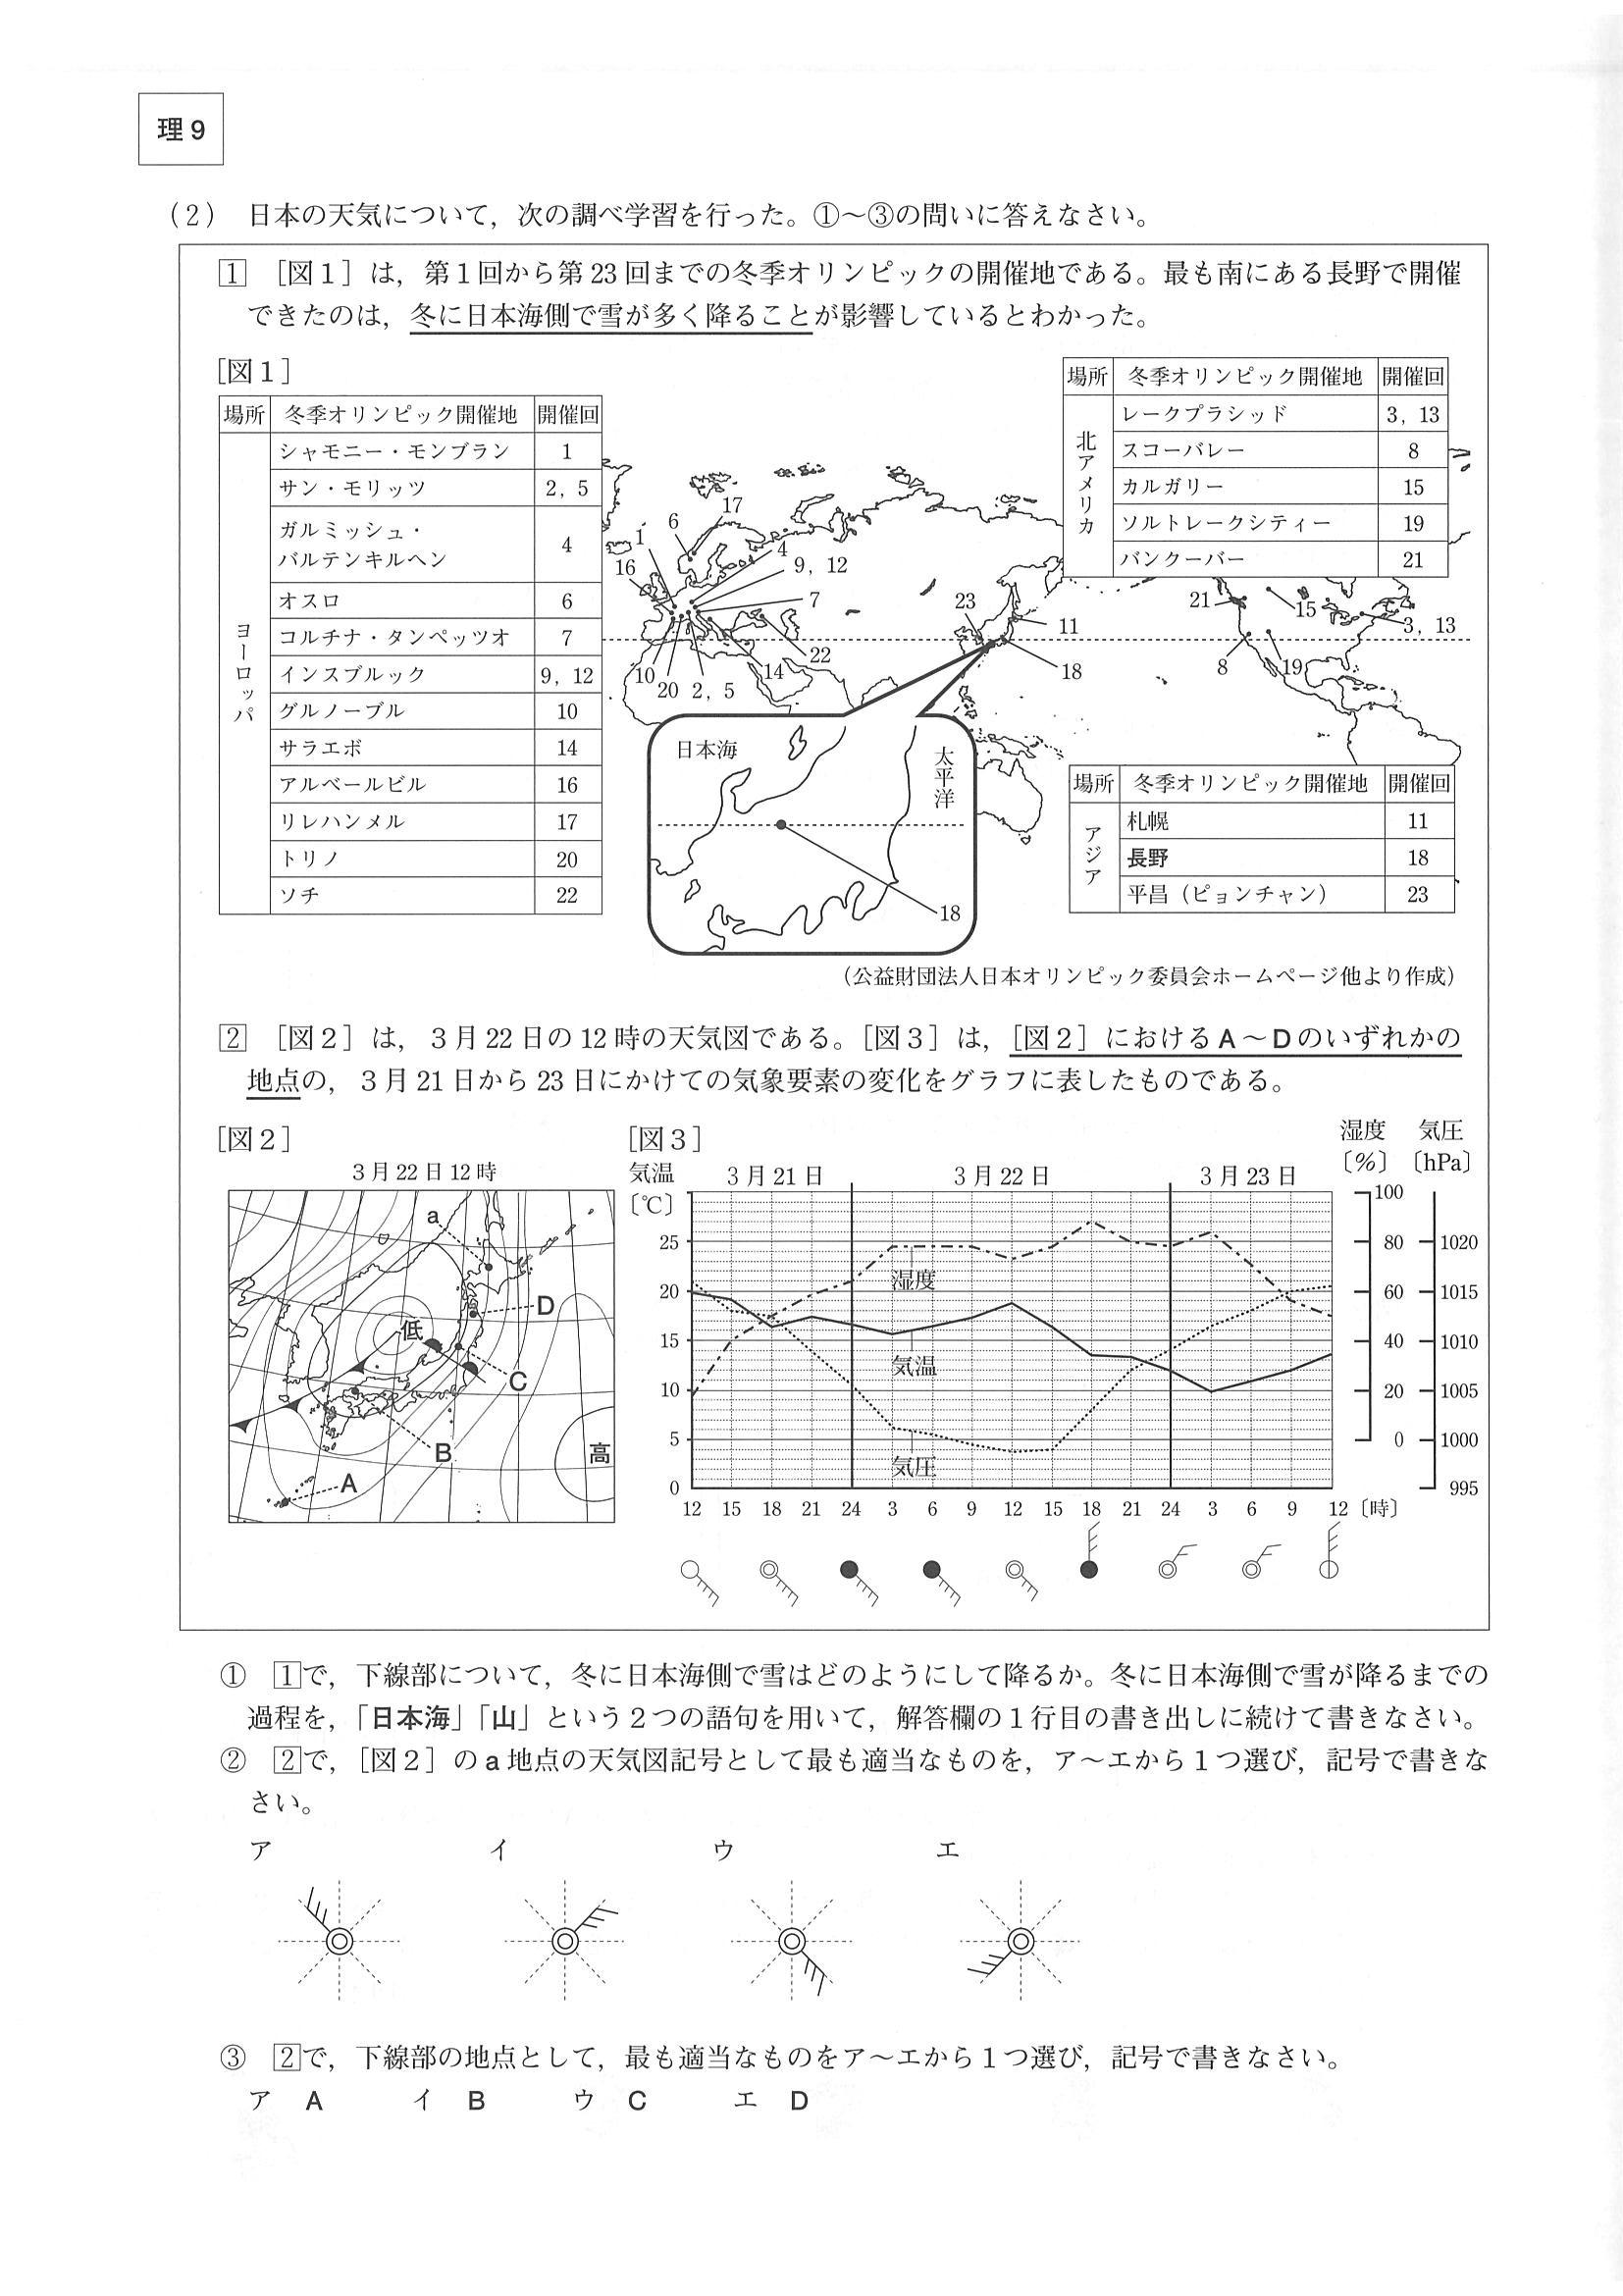 理9
(2) 日本の天気について，次の調べ学習を行った。①～③の問いに答えなさい。
1 ［図1］は，第1回から第23回までの冬季オリンピックの開催地である。最も南にある長野で開催
できたのは，冬に日本海側で雪が多く降ることが影響しているとわかった。
［図1］
場所 冬季オリンピック開催地 開催回
ヨーロッパ
シャモニー・モンブラン 1
サン・モリッツ 2，5
ガルミッシュ・
バルテンキルヘン 4
オスロ 6
コルチナ・タンペッツオ 7
インスブルック 9，12
グルノーブル 10
サラエボ 14
アルベールビル 16
リレハンメル 17
トリノ 20
ソチ 22
場所 冬季オリンピック開催地 開催回
北アメリカ
レークプラシッド 3，13
スコーバレー 8
カルガリー 15
ソルトレークシティー 19
バンクーバー 21
17
6
1
4
16
9，12
7
23
21
15
11
3，13
22
10
14
18
8
19
20
2，5
日本海
太平洋
18
場所 冬季オリンピック開催地 開催回
アジア
札幌 11
長野 18
平昌（ピョンチャン） 23
（公益財団法人日本オリンピック委員会ホームページ他より作成）
2 ［図2］は，3月22日の12時の天気図である。［図3］は，［図2］におけるA～Dのいずれかの
地点の，3月21日から23日にかけての気象要素の変化をグラフに表したものである。
［図2］
3月22日12時
a
D
低
C
B
高
A
［図3］
気温
〔℃〕
3月21日 3月22日 3月23日
湿度 気圧
〔%〕 〔hPa〕
25
20
15
10
5
0
湿度
気温
気圧
100
80
60
40
20
0
1020
1015
1010
1005
1000
995
12 15 18 21 24 3 6 9 12 15 18 21 24 3 6 9 12〔時〕
① 1で，下線部について，冬に日本海側で雪はどのようにして降るか。冬に日本海側で雪が降るまでの
過程を，「日本海」「山」という2つの語句を用いて，解答欄の1行目の書き出しに続けて書きなさい。
② 2で，［図2］のa地点の天気図記号として最も適当なものを，ア～エから1つ選び，記号で書きな
さい。
ア イ ウ エ
③ 2で，下線部の地点として，最も適当なものをア～エから1つ選び，記号で書きなさい。
ア A イ B ウ C エ D